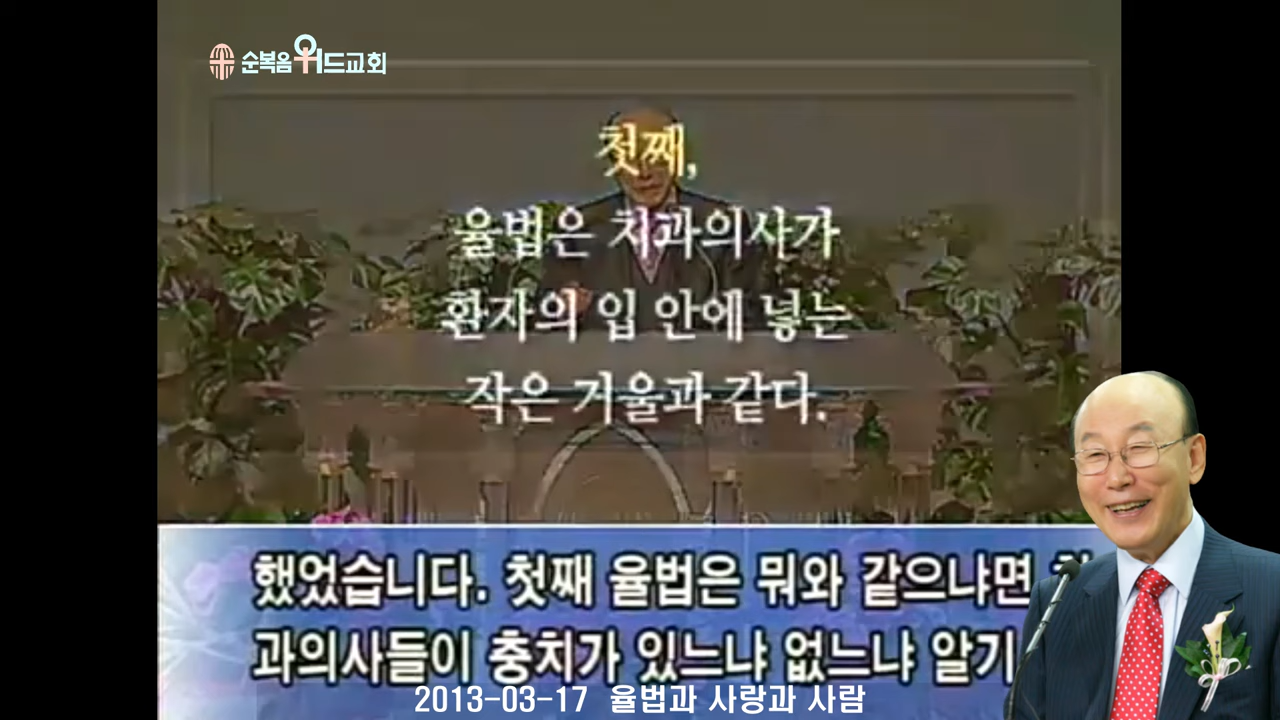 순복음위드교회
첫째,
율법은 치과의사가
환자의 입 안에 넣는
작은 거울과 같다.
했었습니다. 첫째 율법은 뭐와 같으냐면
과의사들이 충치가 있느냐 없느냐 알기
2013-03-17 율법과 사랑과 사람